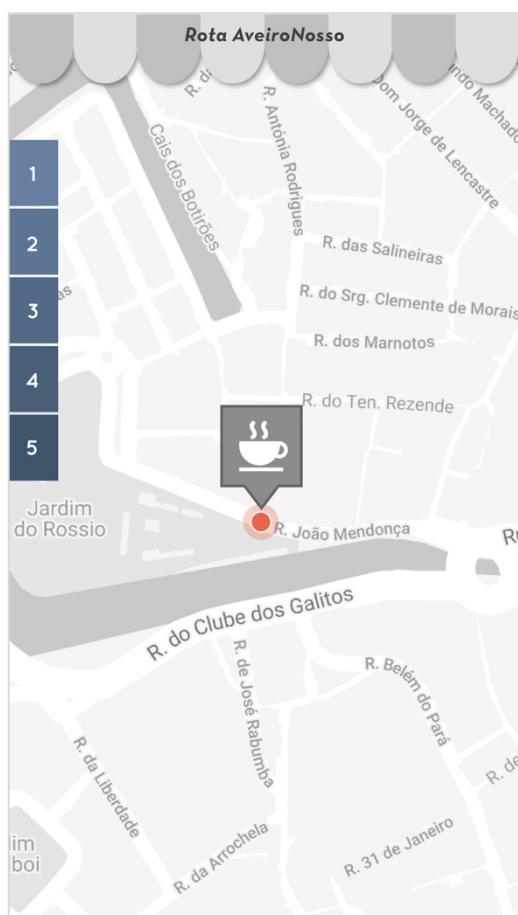 Rota AveiroNosso
R. Antónia Rodrigues
Dom Jorge de Lencastre
Cais dos Botirões
1
2
3
4
5
R. das Salineiras
R. do Srg. Clemente de Morais
R. dos Marnotos
R. do Ten. Rezende
Jardim
do Rossio
R. João Mendonça
R. do Clube dos Galitos
R. de José Rabumba
R. Belém do Pará
R. da Liberdade
R. da Arrochela
R. 31 de Janeiro